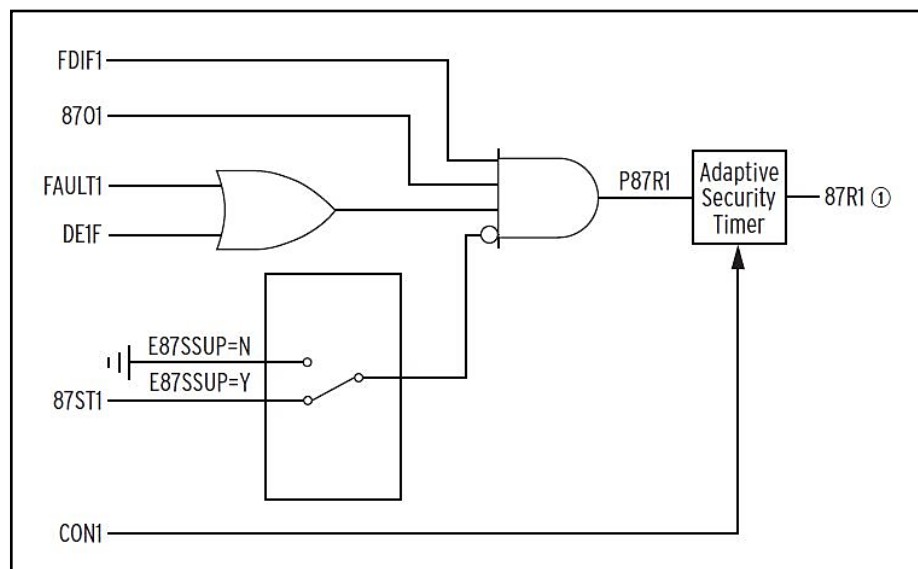 FDIF1
87O1
FAULT1
DE1F
P87R1
Adaptive
Security
Timer
87R1 ①
E87SSUP=N
E87SSUP=Y
87ST1
CON1